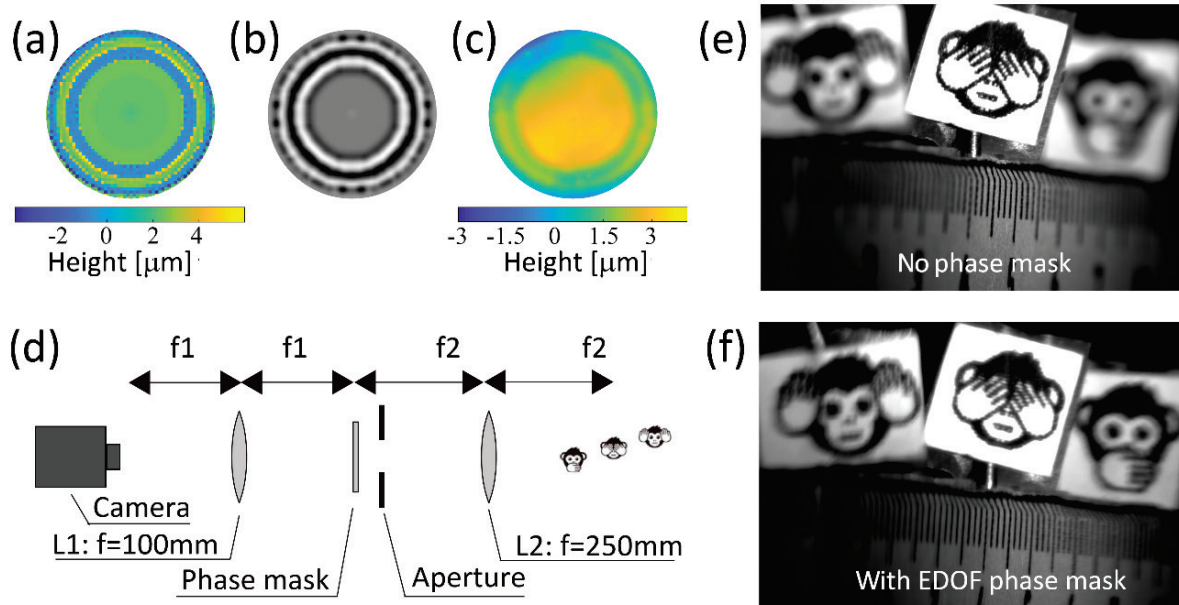 (a)
(b)
(c)
-2 0 2 4
Height [μm]
-3 -1.5 0 1.5 3
Height [μm]
(d)
f1 f1 f2 f2
Camera
L1: f=100mm
Phase mask
Aperture
L2: f=250mm
(e)
No phase mask
(f)
With EDOF phase mask